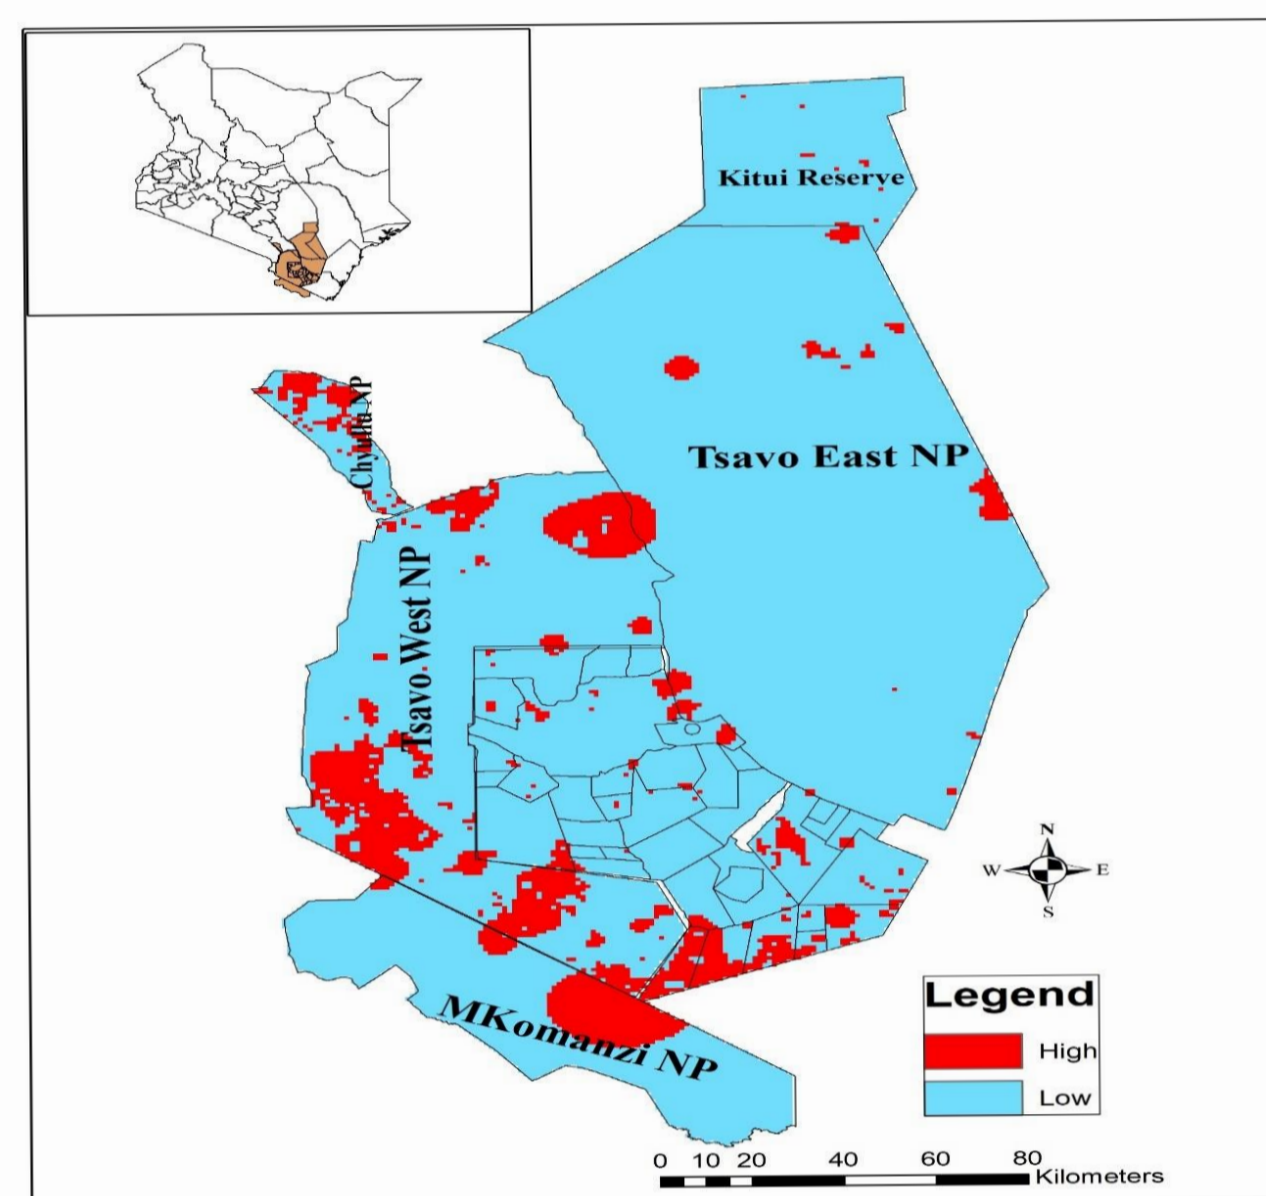 Kitui Reserve
Chyullu NP
Tsavo East NP
Tsavo West NP
MKomanzi NP
N
W E
S
Legend
High
Low
0 10 20 40 60 80
Kilometers